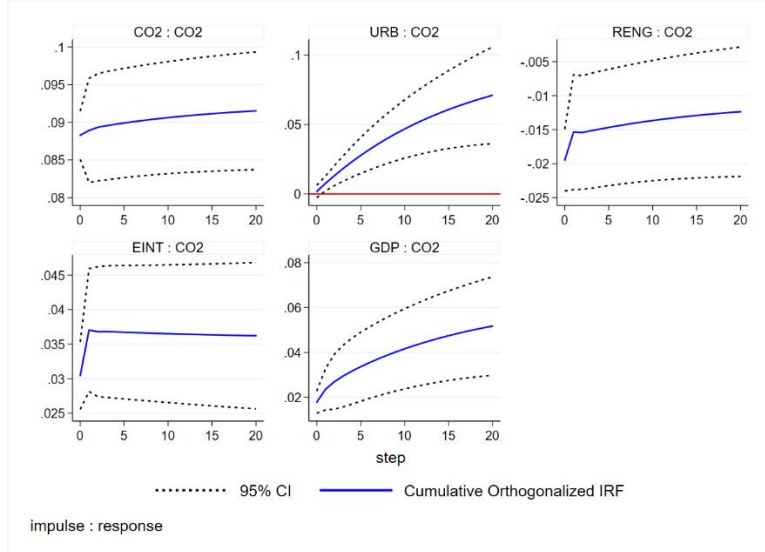 CO2 : CO2
URB : CO2
RENG : CO2
.1
.095
.09
.085
.08
0 5 10 15 20
.1
.05
0
0 5 10 15 20
-.005
-.01
-.015
-.02
-.025
0 5 10 15 20
EINT : CO2
GDP : CO2
.045
.04
.035
.03
.025
0 5 10 15 20
.08
.06
.04
.02
0 5 10 15 20
step
95% CI
Cumulative Orthogonalized IRF
impulse : response